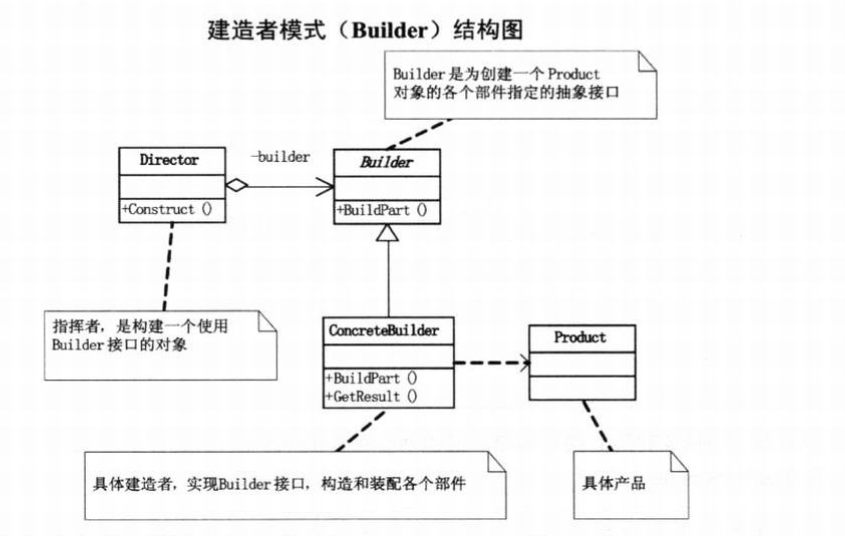 建造者模式（Builder）结构图
Builder是为创建一个Product
对象的各个部件指定的抽象接口
Director
-builder
Builder
+Construct()
+BuildPart()
指挥者，是构建一个使用
Builder接口的对象
ConcreteBuilder
Product
+BuildPart()
+GetResult()
具体建造者，实现Builder接口，构造和装配各个部件
具体产品